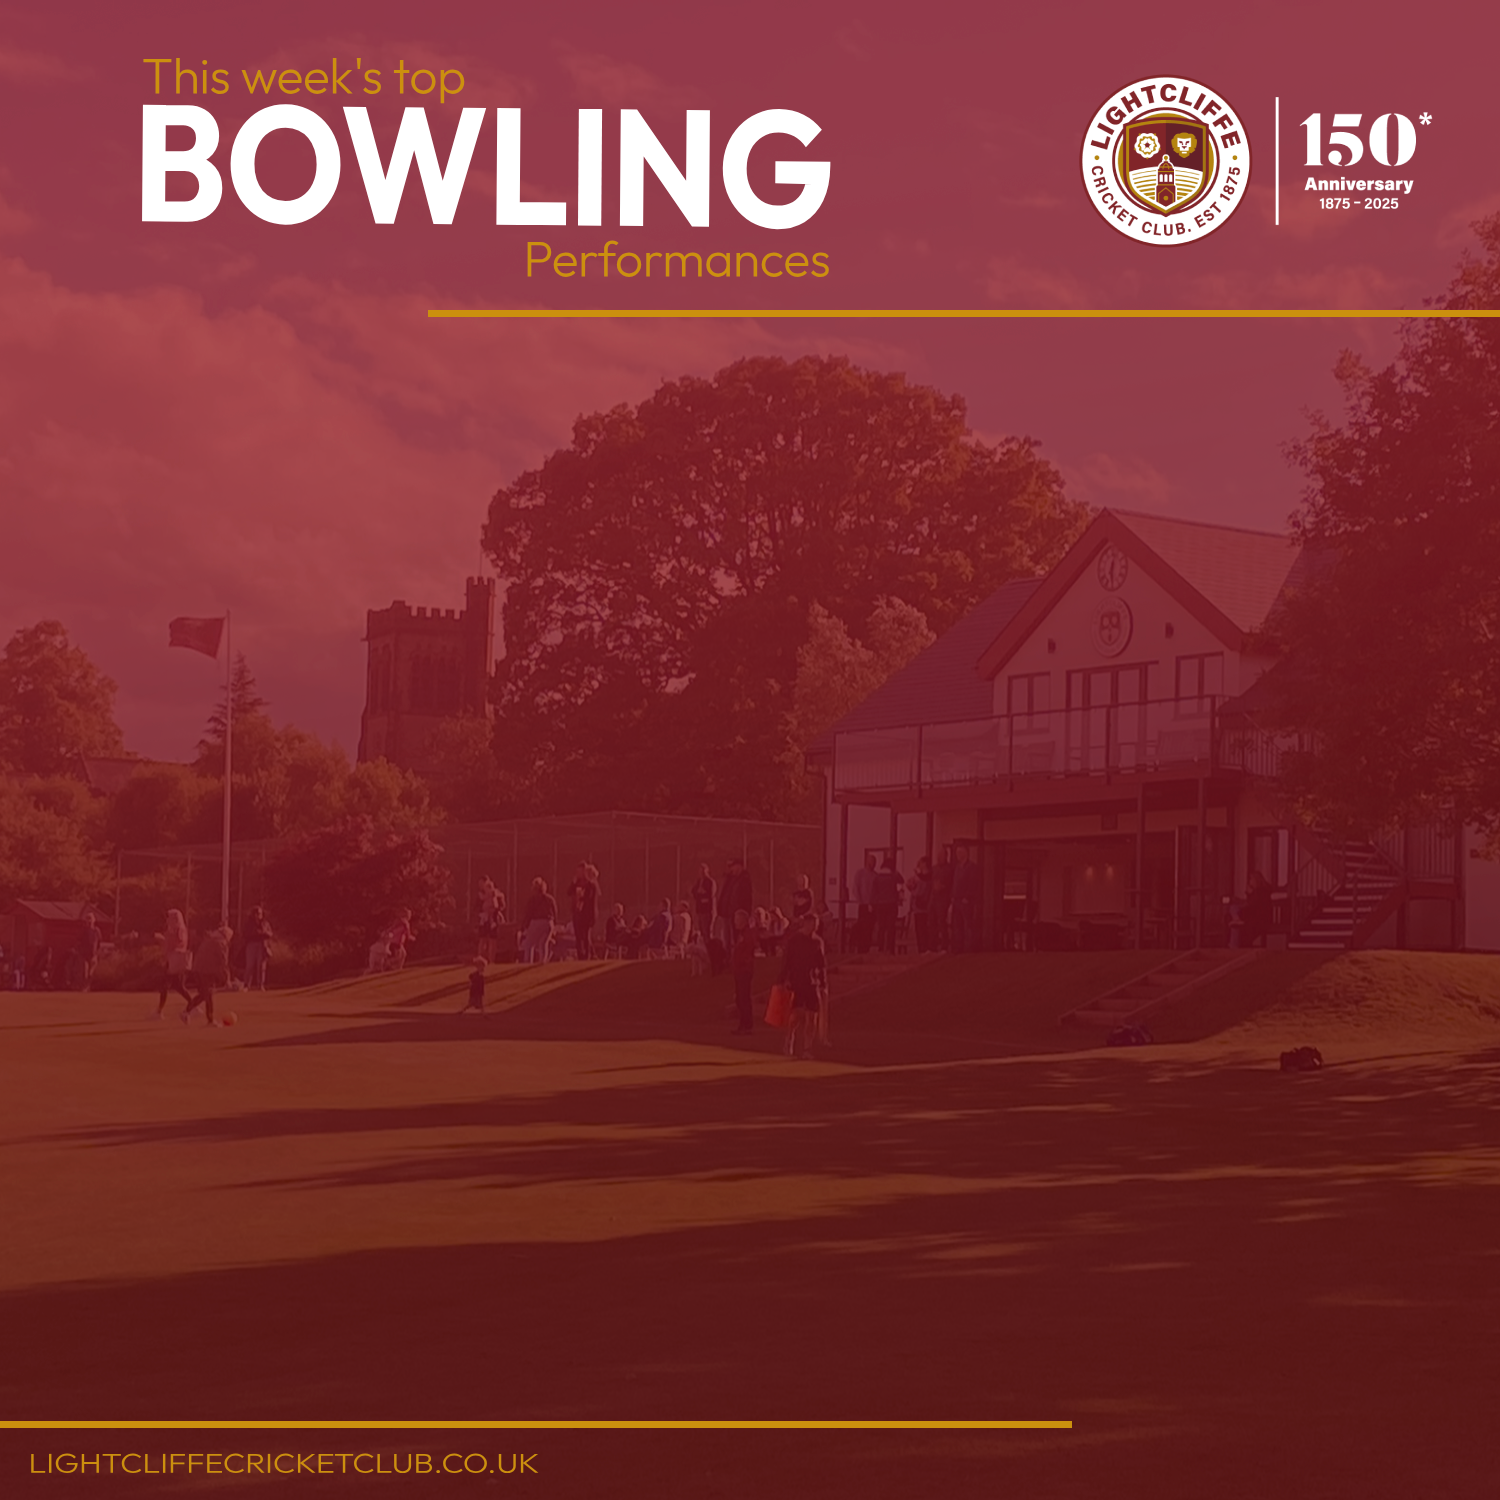 This week's top
BOWLING
Performances
LIGHTCLIFFE
CRICKET CLUB. EST 1875
150*
Anniversary
1875 - 2025
LIGHTCLIFFECRICKETCLUB.CO.UK